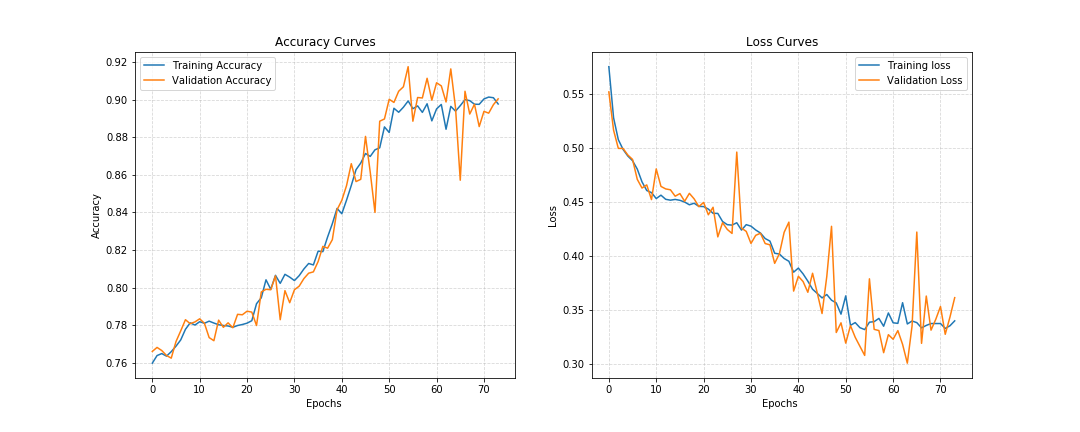 Accuracy Curves
Training Accuracy
Validation Accuracy
0.92
0.90
0.88
0.86
0.84
0.82
0.80
0.78
0.76
Accuracy
0 10 20 30 40 50 60 70
Epochs
Loss Curves
Training loss
Validation Loss
0.55
0.50
0.45
0.40
0.35
0.30
Loss
0 10 20 30 40 50 60 70
Epochs